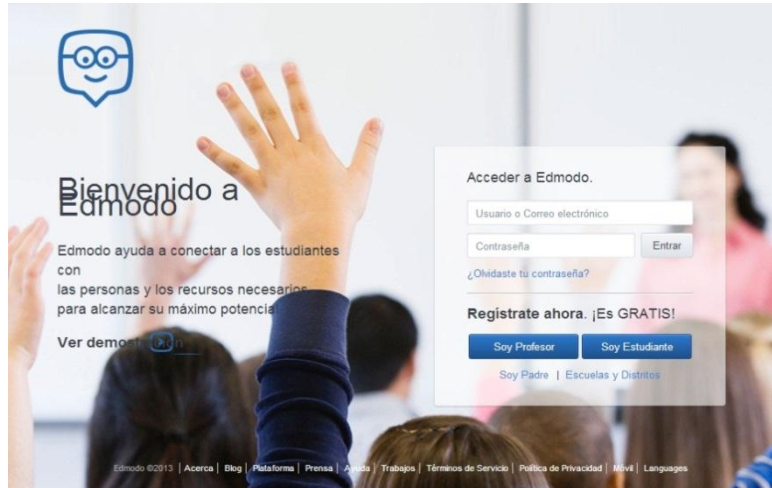 Bienvenido a
Edmodo
Edmodo ayuda a conectar a los estudiantes
con
las personas y los recursos necesarios
para alcanzar su máximo potencial
Ver demostración
Acceder a Edmodo.
Usuario o Correo electrónico
Contraseña
Entrar
¿Olvidaste tu contraseña?
Regístrate ahora. ¡Es GRATIS!
Soy Profesor
Soy Estudiante
Soy Padre | Escuelas y Distritos
Edmodo ©2013 | Acerca | Blog | Plataforma | Prensa | Ayuda | Trabajos | Términos de Servicio | Política de Privacidad | Móvil | Languages